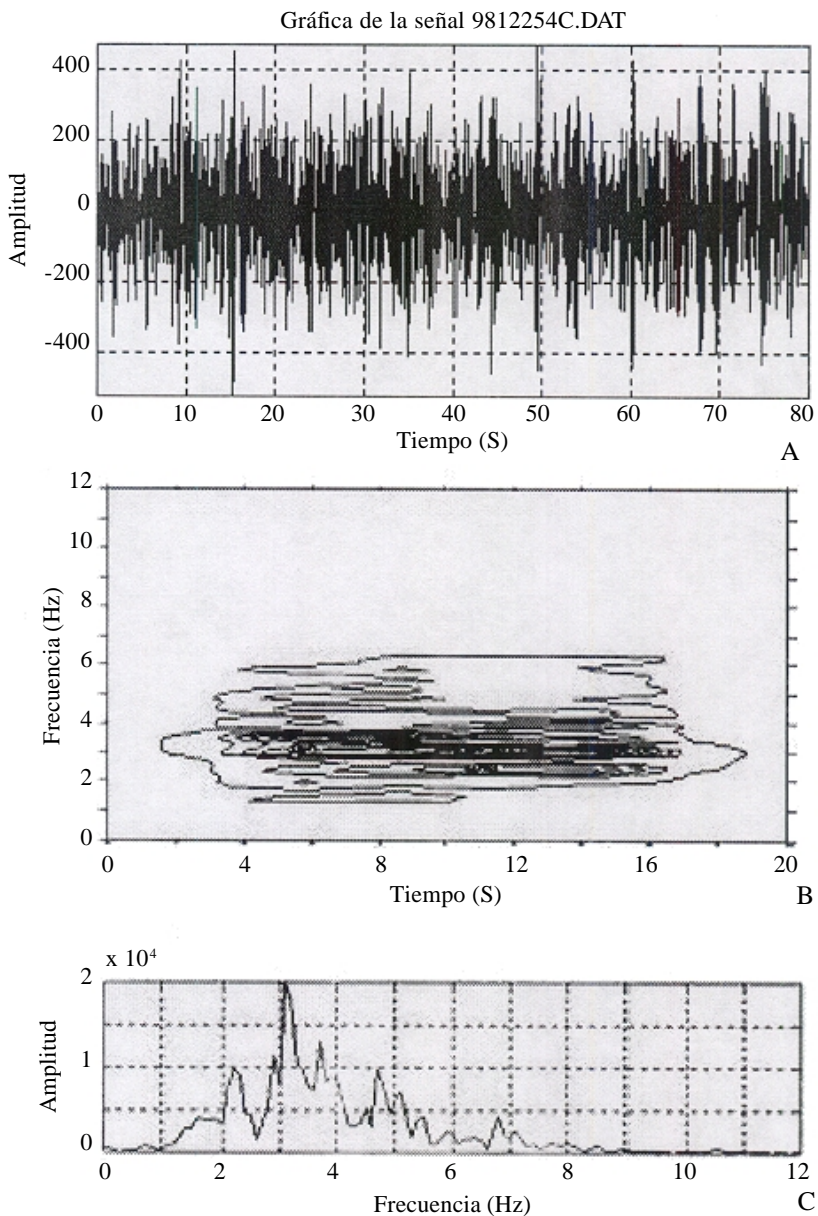 Gráfica de la señal 9812254C.DAT
400
200
0
-200
-400
Amplitud
0 10 20 30 40 50 60 70 80
Tiempo (S)
A
12
10
8
6
4
2
0
Frecuencia (Hz)
0 4 8 12 16 20
Tiempo (S)
B
x 10⁴
2
1
0
Amplitud
0 2 4 6 8 10 12
Frecuencia (Hz)
C